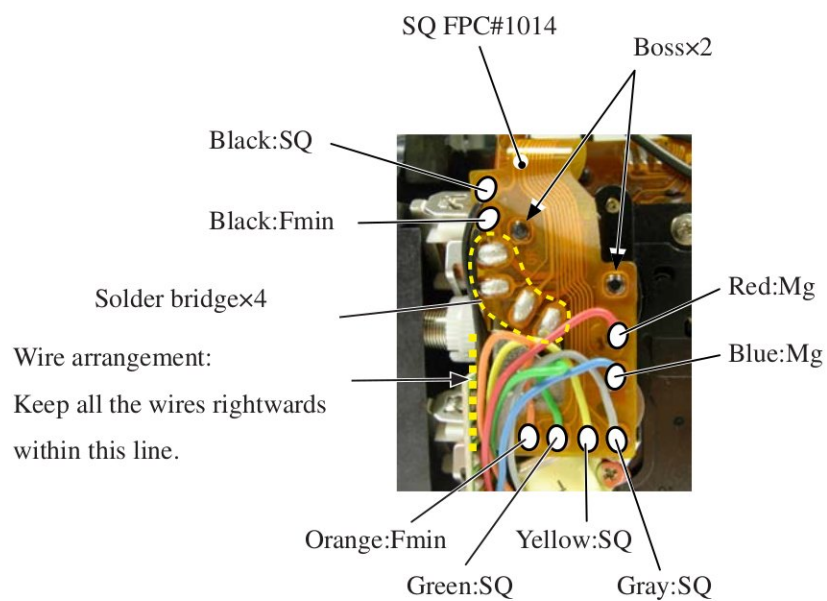 SQ FPC#1014
Boss×2
Black:SQ
Black:Fmin
Solder bridge×4
Red:Mg
Wire arrangement:
Blue:Mg
Keep all the wires rightwards
within this line.
Orange:Fmin
Yellow:SQ
Green:SQ
Gray:SQ